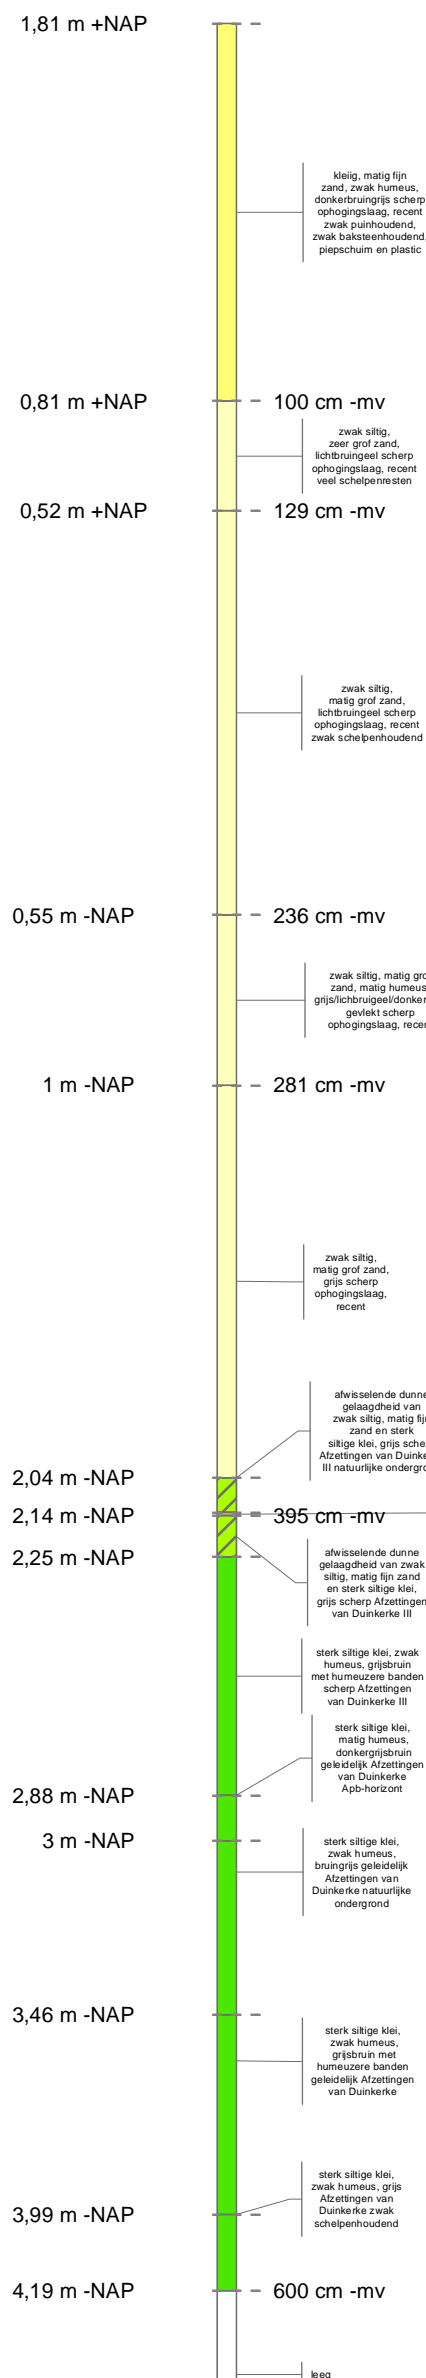 1,81 m +NAP
kleiig, matig fijn
zand, zwak humeus,
donkerbruingrijs scherp
ophogingslaag, recent
zwak puinhoudend,
zwak baksteenhoudend,
piepschuim en plastic
0,81 m +NAP 100 cm -mv
zwak siltig,
zeer grof zand,
lichtbruingeel scherp
ophogingslaag, recent
veel schelpenresten
0,52 m +NAP 129 cm -mv
zwak siltig,
matig grof zand,
lichtbruingeel scherp
ophogingslaag, recent
zwak schelpenhoudend
0,55 m -NAP 236 cm -mv
zwak siltig, matig gro
zand, matig humeus
grijs/lichbruigeel/donker
gevlekt scherp
ophogingslaag, recen
1 m -NAP 281 cm -mv
zwak siltig,
matig grof zand,
grijs scherp
ophogingslaag,
recent
afwisselende dunne
gelaagdheid van
zwak siltig, matig fij
zand en sterk
siltige klei, grijs sche
Afzettingen van Duinke
III natuurlijke ondergro
2,04 m -NAP
2,14 m -NAP 395 cm -mv
2,25 m -NAP
afwisselende dunne
gelaagdheid van zwak
siltig, matig fijn zand
en sterk siltige klei,
grijs scherp Afzettingen
van Duinkerke III
sterk siltige klei, zwak
humeus, grijsbruin
met humeuzere banden
scherp Afzettingen
van Duinkerke III
sterk siltige klei,
matig humeus,
donkergrijsbruin
geleidelijk Afzettingen
van Duinkerke
Apb-horizont
2,88 m -NAP
3 m -NAP
sterk siltige klei,
zwak humeus,
bruingrijs geleidelijk
Afzettingen van
Duinkerke natuurlijke
ondergrond
3,46 m -NAP
sterk siltige klei,
zwak humeus,
grijsbruin met
humeuzere banden
geleidelijk Afzettingen
van Duinkerke
sterk siltige klei,
zwak humeus, grijs
Afzettingen van
Duinkerke zwak
schelpenhoudend
3,99 m -NAP
4,19 m -NAP 600 cm -mv
leeg